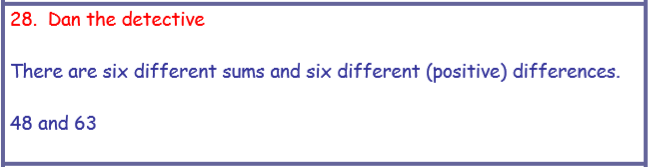 28. Dan the detective
There are six different sums and six different (positive) differences.
48 and 63